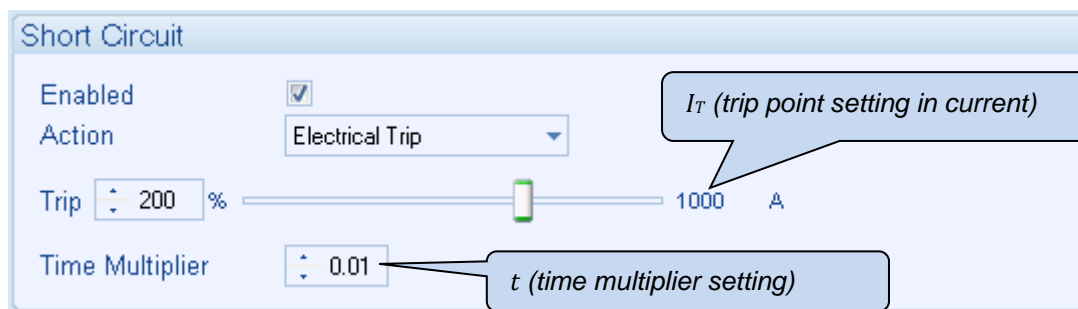 Short Circuit
Enabled
I_T (trip point setting in current)
Action Electrical Trip
Trip 200 % 1000 A
Time Multiplier 0.01
t (time multiplier setting)